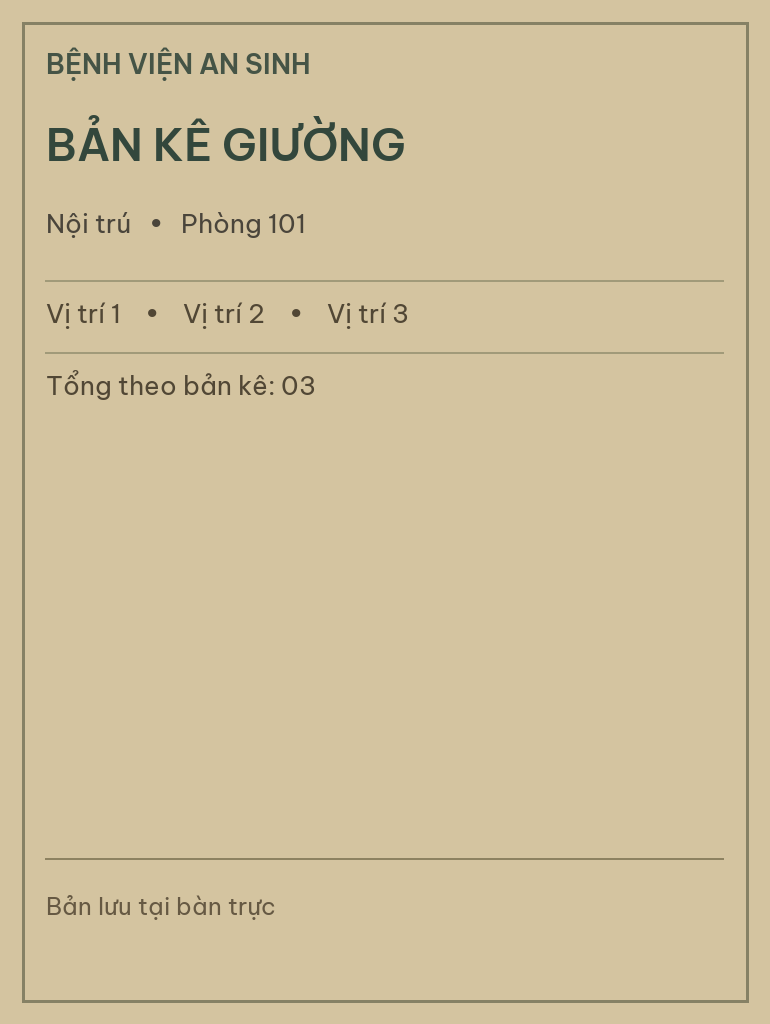 BỆNH VIỆN AN SINH
BẢN KÊ GIƯỜNG
Nội trú • Phòng 101
Vị trí 1 • Vị trí 2 • Vị trí 3
Tổng theo bản kê: 03
Bản lưu tại bàn trực